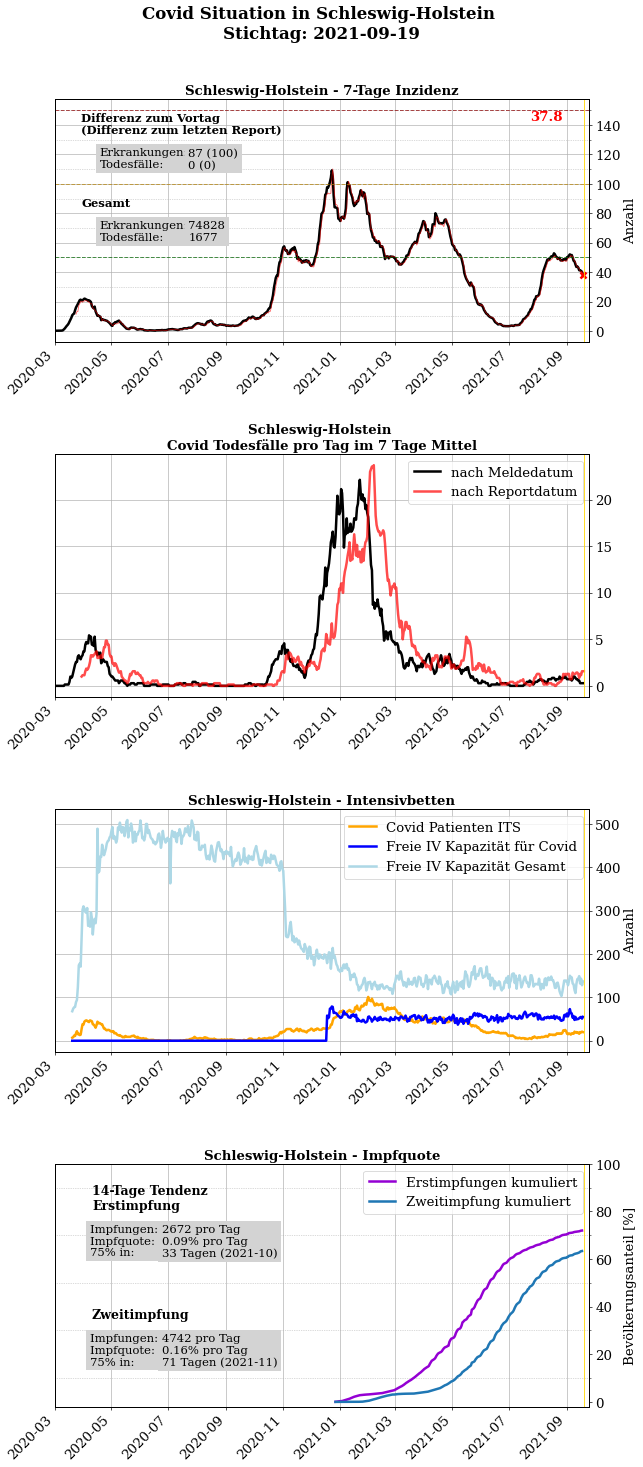 Covid Situation in Schleswig-Holstein
Stichtag: 2021-09-19
Schleswig-Holstein - 7-Tage Inzidenz
Differenz zum Vortag
(Differenz zum letzten Report)
Erkrankungen 87 (100)
Todesfälle: 0 (0)
Gesamt
Erkrankungen 74828
Todesfälle: 1677
37.8
140
120
100
80
60
40
20
0
Anzahl
2020-03
2020-05
2020-07
2020-09
2020-11
2021-01
2021-03
2021-05
2021-07
2021-09
Schleswig-Holstein
Covid Todesfälle pro Tag im 7 Tage Mittel
nach Meldedatum
nach Reportdatum
20
15
10
5
0
2020-03
2020-05
2020-07
2020-09
2020-11
2021-01
2021-03
2021-05
2021-07
2021-09
Schleswig-Holstein - Intensivbetten
Covid Patienten ITS
Freie IV Kapazität für Covid
Freie IV Kapazität Gesamt
500
400
300
200
100
0
Anzahl
2020-03
2020-05
2020-07
2020-09
2020-11
2021-01
2021-03
2021-05
2021-07
2021-09
Schleswig-Holstein - Impfquote
14-Tage Tendenz
Erstimpfung
Impfungen: 2672 pro Tag
Impfquote: 0.09% pro Tag
75% in: 33 Tagen (2021-10)
Zweitimpfung
Impfungen: 4742 pro Tag
Impfquote: 0.16% pro Tag
75% in: 71 Tagen (2021-11)
Erstimpfungen kumuliert
Zweitimpfung kumuliert
100
80
60
40
20
0
Bevölkerungsanteil [%]
2020-03
2020-05
2020-07
2020-09
2020-11
2021-01
2021-03
2021-05
2021-07
2021-09